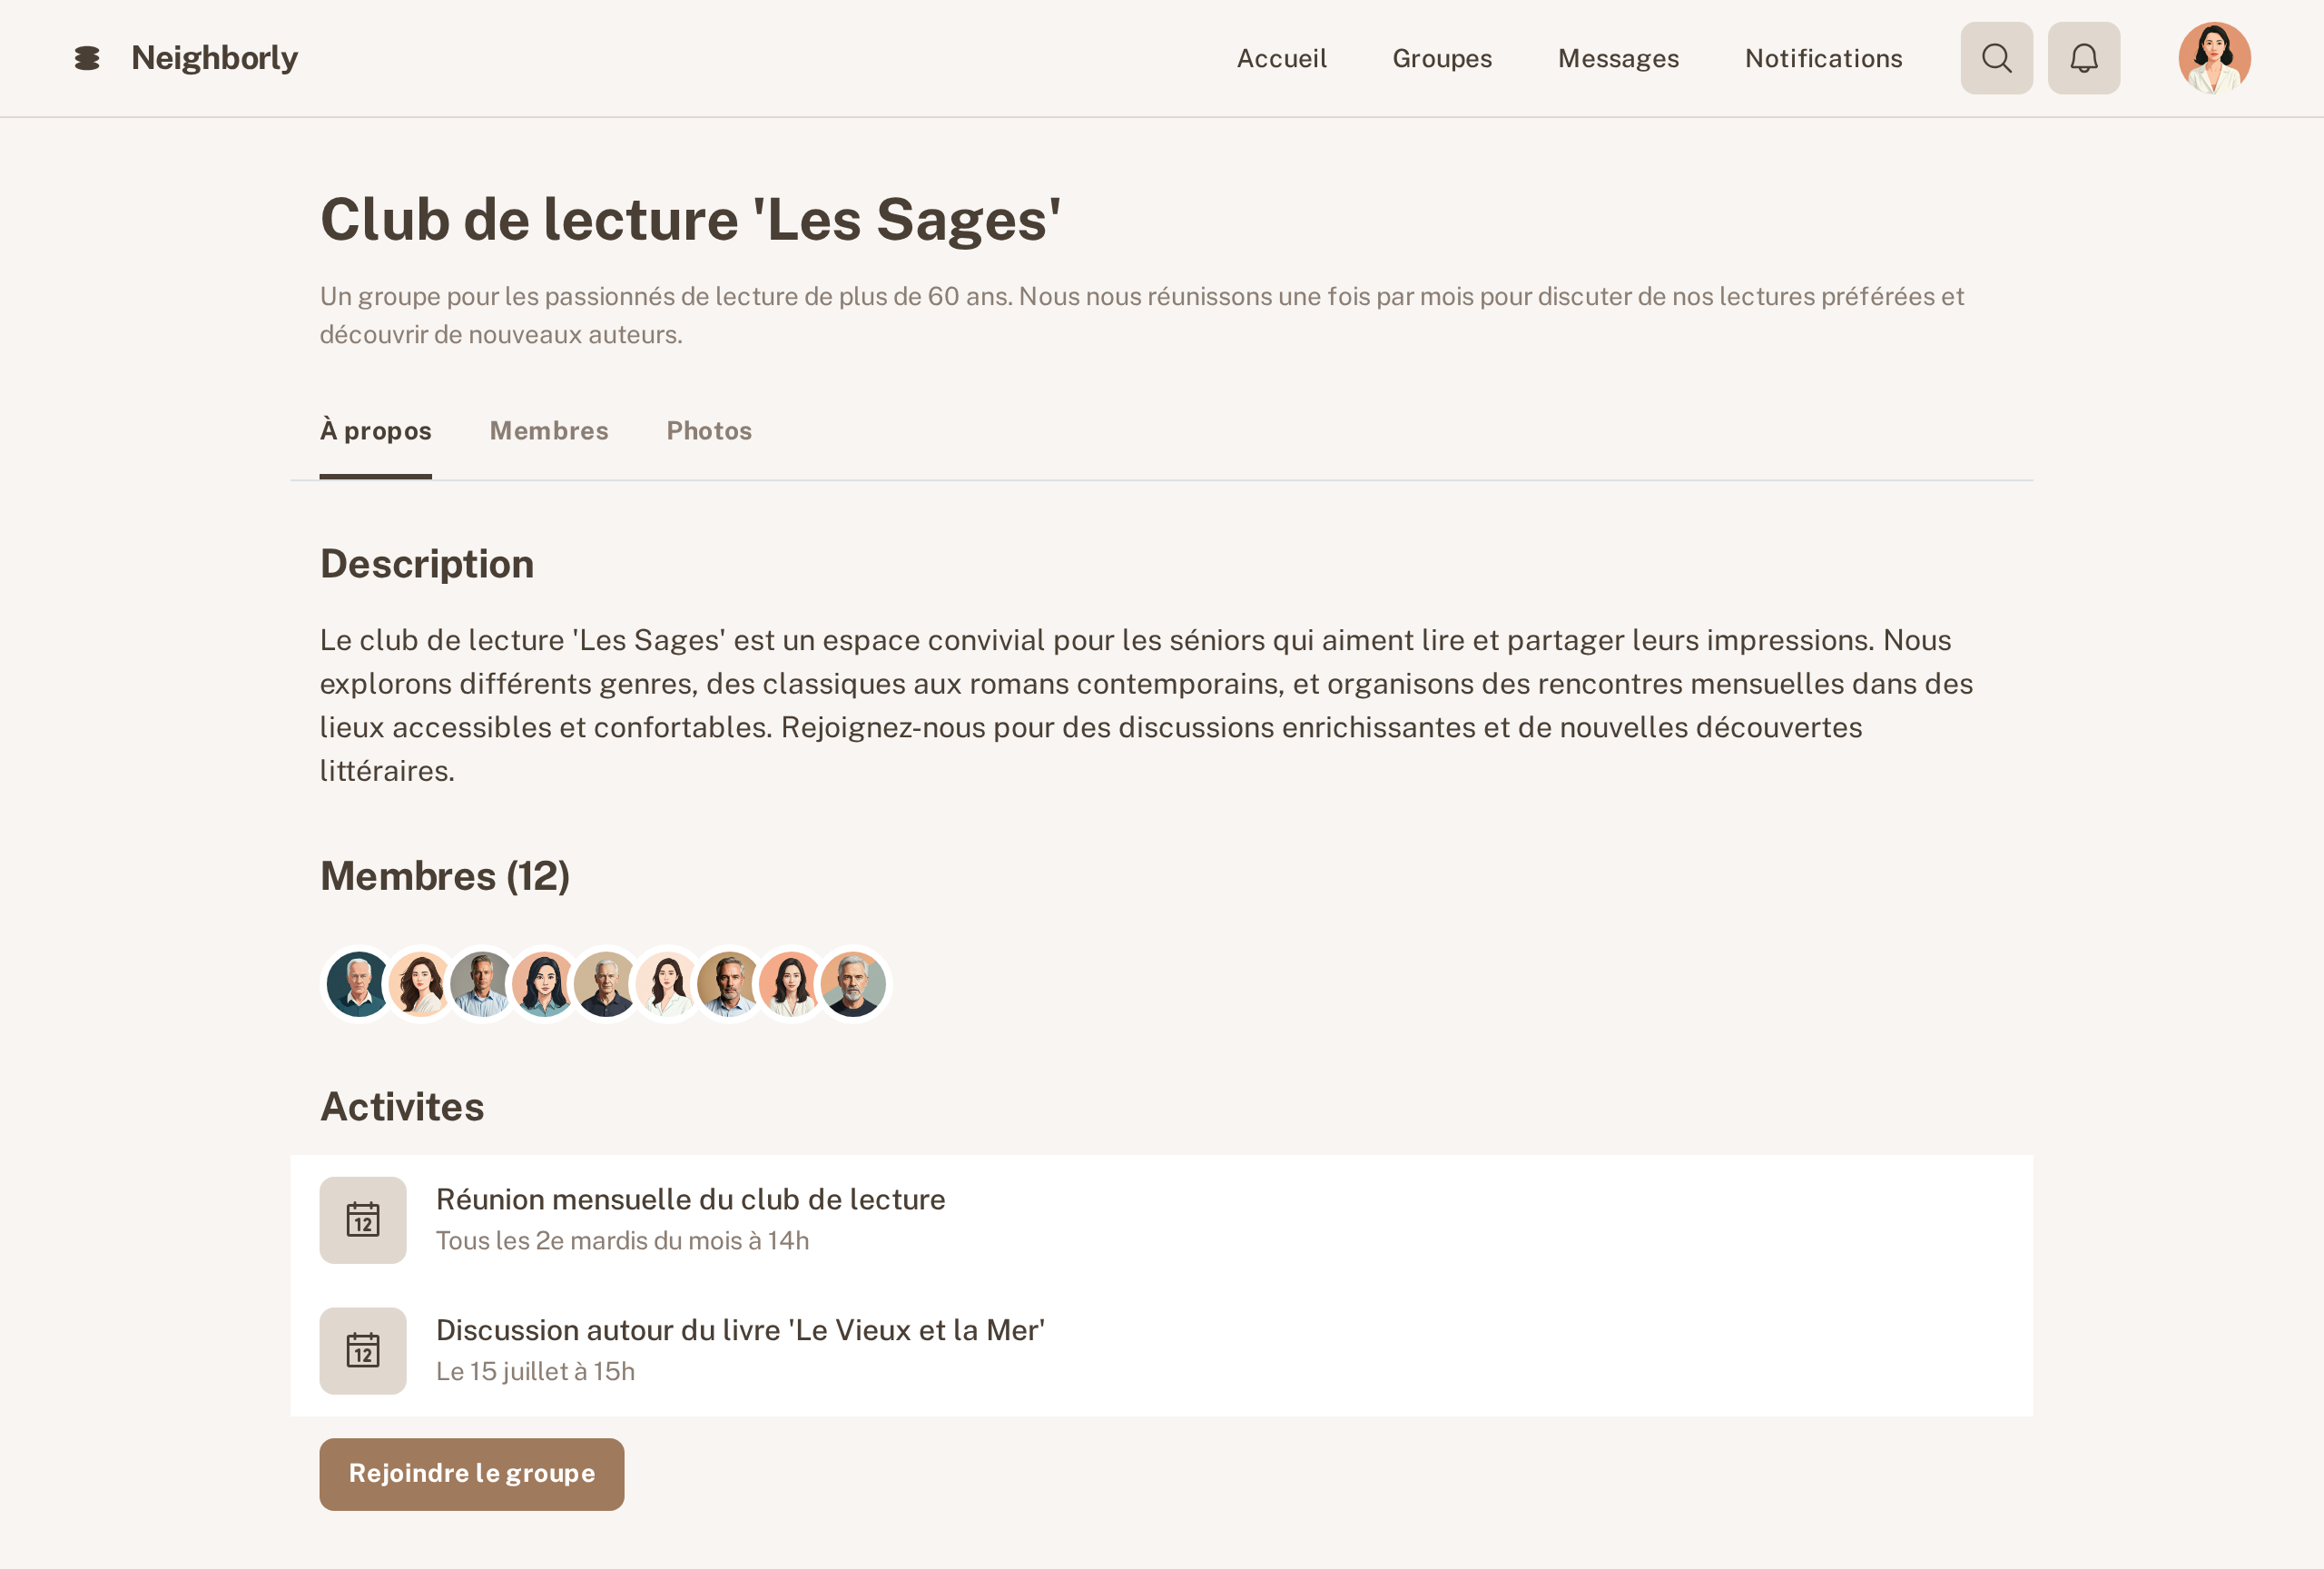 Neighborly
Accueil
Groupes
Messages
Notifications
Club de lecture 'Les Sages'
Un groupe pour les passionnés de lecture de plus de 60 ans. Nous nous réunissons une fois par mois pour discuter de nos lectures préférées et
découvrir de nouveaux auteurs.
À propos
Membres
Photos
Description
Le club de lecture 'Les Sages' est un espace convivial pour les séniors qui aiment lire et partager leurs impressions. Nous
explorons différents genres, des classiques aux romans contemporains, et organisons des rencontres mensuelles dans des
lieux accessibles et confortables. Rejoignez-nous pour des discussions enrichissantes et de nouvelles découvertes
littéraires.
Membres (12)
Activites
12
Réunion mensuelle du club de lecture
Tous les 2e mardis du mois à 14h
12
Discussion autour du livre 'Le Vieux et la Mer'
Le 15 juillet à 15h
Rejoindre le groupe